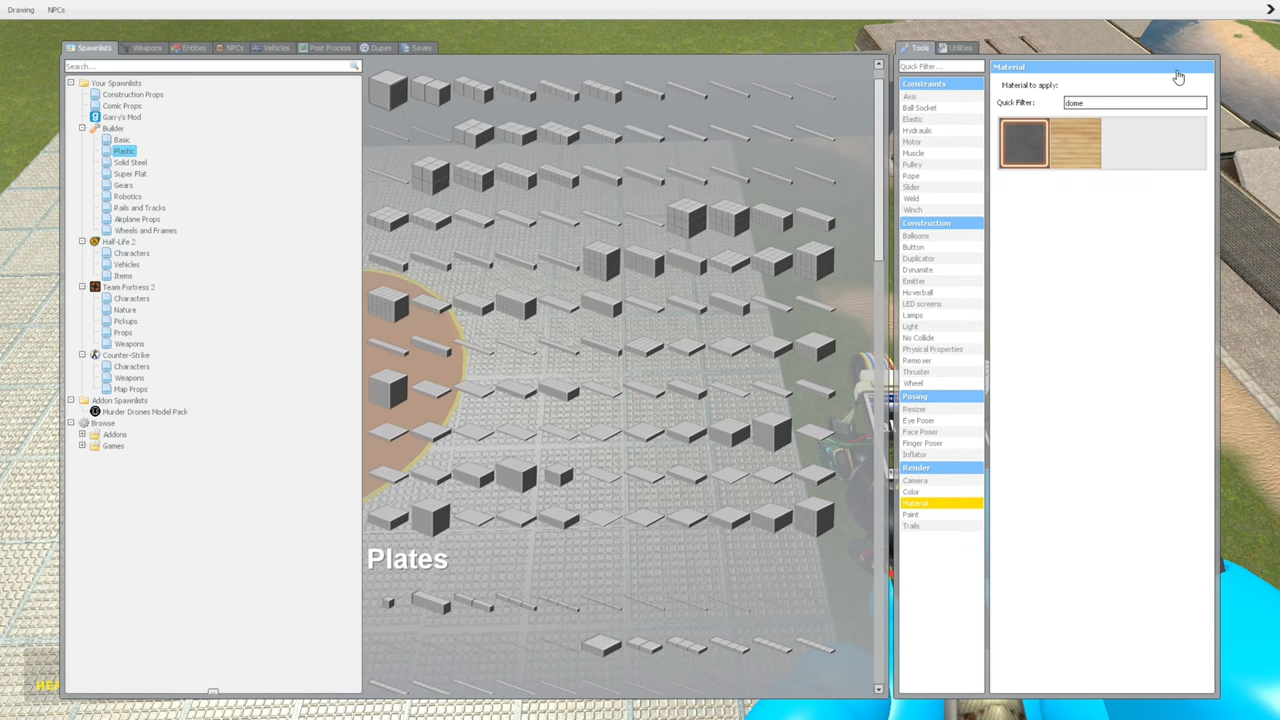 Drawing NPCs
Spawnlists Weapons Entities NPCs Vehicles Post Process Dupes Saves
Search...
Your Spawnlists
Construction Props
Comic Props
Garry's Mod
Builder
Basic
Plastic
Solid Steel
Super Flat
Gears
Robotics
Rails and Tracks
Airplane Props
Wheels and Frames
Half-Life 2
Characters
Vehicles
Items
Team Fortress 2
Characters
Nature
Pickups
Props
Weapons
Counter-Strike
Characters
Weapons
Map Props
Addon Spawnlists
Murder Drones Model Pack
Browse
Addons
Games
Plates
Tools Utilities
Quick Filter...
Constraints
Axis
Ball Socket
Elastic
Hydraulic
Motor
Muscle
Pulley
Rope
Slider
Weld
Winch
Construction
Balloons
Button
Duplicator
Dynamite
Emitter
Hoverball
LED screens
Lamps
Light
No Collide
Physical Properties
Remover
Thruster
Wheel
Posing
Resizer
Eye Poser
Face Poser
Finger Poser
Inflator
Render
Camera
Color
Material
Paint
Trails
Material
Material to apply:
Quick Filter: dome